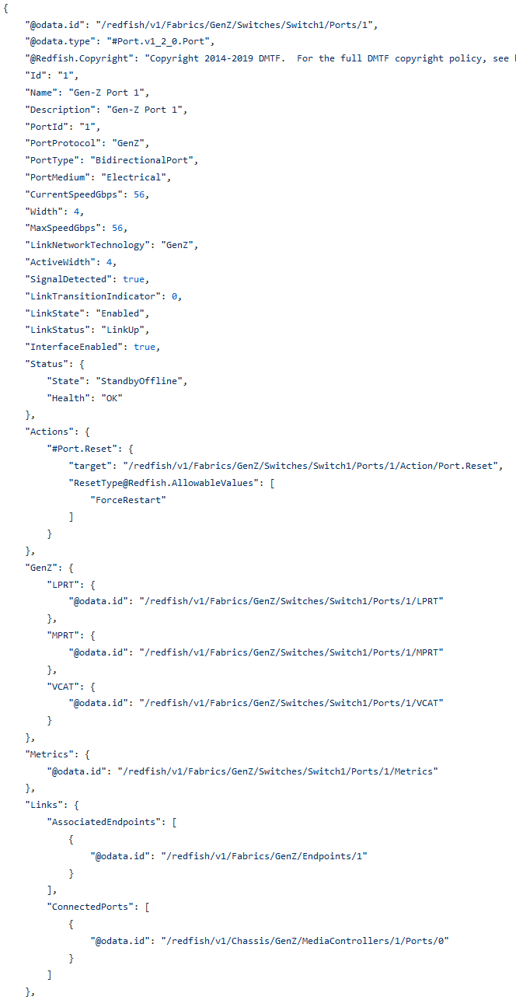 {
    "@odata.id": "/redfish/v1/Fabrics/GenZ/Switches/Switch1/Ports/1",
    "@odata.type": "#Port.v1_2_0.Port",
    "@Redfish.Copyright": "Copyright 2014-2019 DMTF.  For the full DMTF copyright policy, see
    "Id": "1",
    "Name": "Gen-Z Port 1",
    "Description": "Gen-Z Port 1",
    "PortId": "1",
    "PortProtocol": "GenZ",
    "PortType": "BidirectionalPort",
    "PortMedium": "Electrical",
    "CurrentSpeedGbps": 56,
    "Width": 4,
    "MaxSpeedGbps": 56,
    "LinkNetworkTechnology": "GenZ",
    "ActiveWidth": 4,
    "SignalDetected": true,
    "LinkTransitionIndicator": 0,
    "LinkState": "Enabled",
    "LinkStatus": "LinkUp",
    "InterfaceEnabled": true,
    "Status": {
        "State": "StandbyOffline",
        "Health": "OK"
    },
    "Actions": {
        "#Port.Reset": {
            "target": "/redfish/v1/Fabrics/GenZ/Switches/Switch1/Ports/1/Action/Port.Reset",
            "ResetType@Redfish.AllowableValues": [
                "ForceRestart"
            ]
        }
    },
    "GenZ": {
        "LPRT": {
            "@odata.id": "/redfish/v1/Fabrics/GenZ/Switches/Switch1/Ports/1/LPRT"
        },
        "MPRT": {
            "@odata.id": "/redfish/v1/Fabrics/GenZ/Switches/Switch1/Ports/1/MPRT"
        },
        "VCAT": {
            "@odata.id": "/redfish/v1/Fabrics/GenZ/Switches/Switch1/Ports/1/VCAT"
        }
    },
    "Metrics": {
        "@odata.id": "/redfish/v1/Fabrics/GenZ/Switches/Switch1/Ports/1/Metrics"
    },
    "Links": {
        "AssociatedEndpoints": [
            {
                "@odata.id": "/redfish/v1/Fabrics/GenZ/Endpoints/1"
            }
        ],
        "ConnectedPorts": [
            {
                "@odata.id": "/redfish/v1/Chassis/GenZ/MediaControllers/1/Ports/0"
            }
        ]
    },